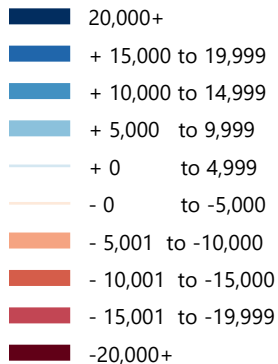 20,000+
+ 15,000 to 19,999
+ 10,000 to 14,999
+ 5,000 to 9,999
+ 0 to 4,999
- 0 to -5,000
- 5,001 to -10,000
- 10,001 to -15,000
- 15,001 to -19,999
-20,000+